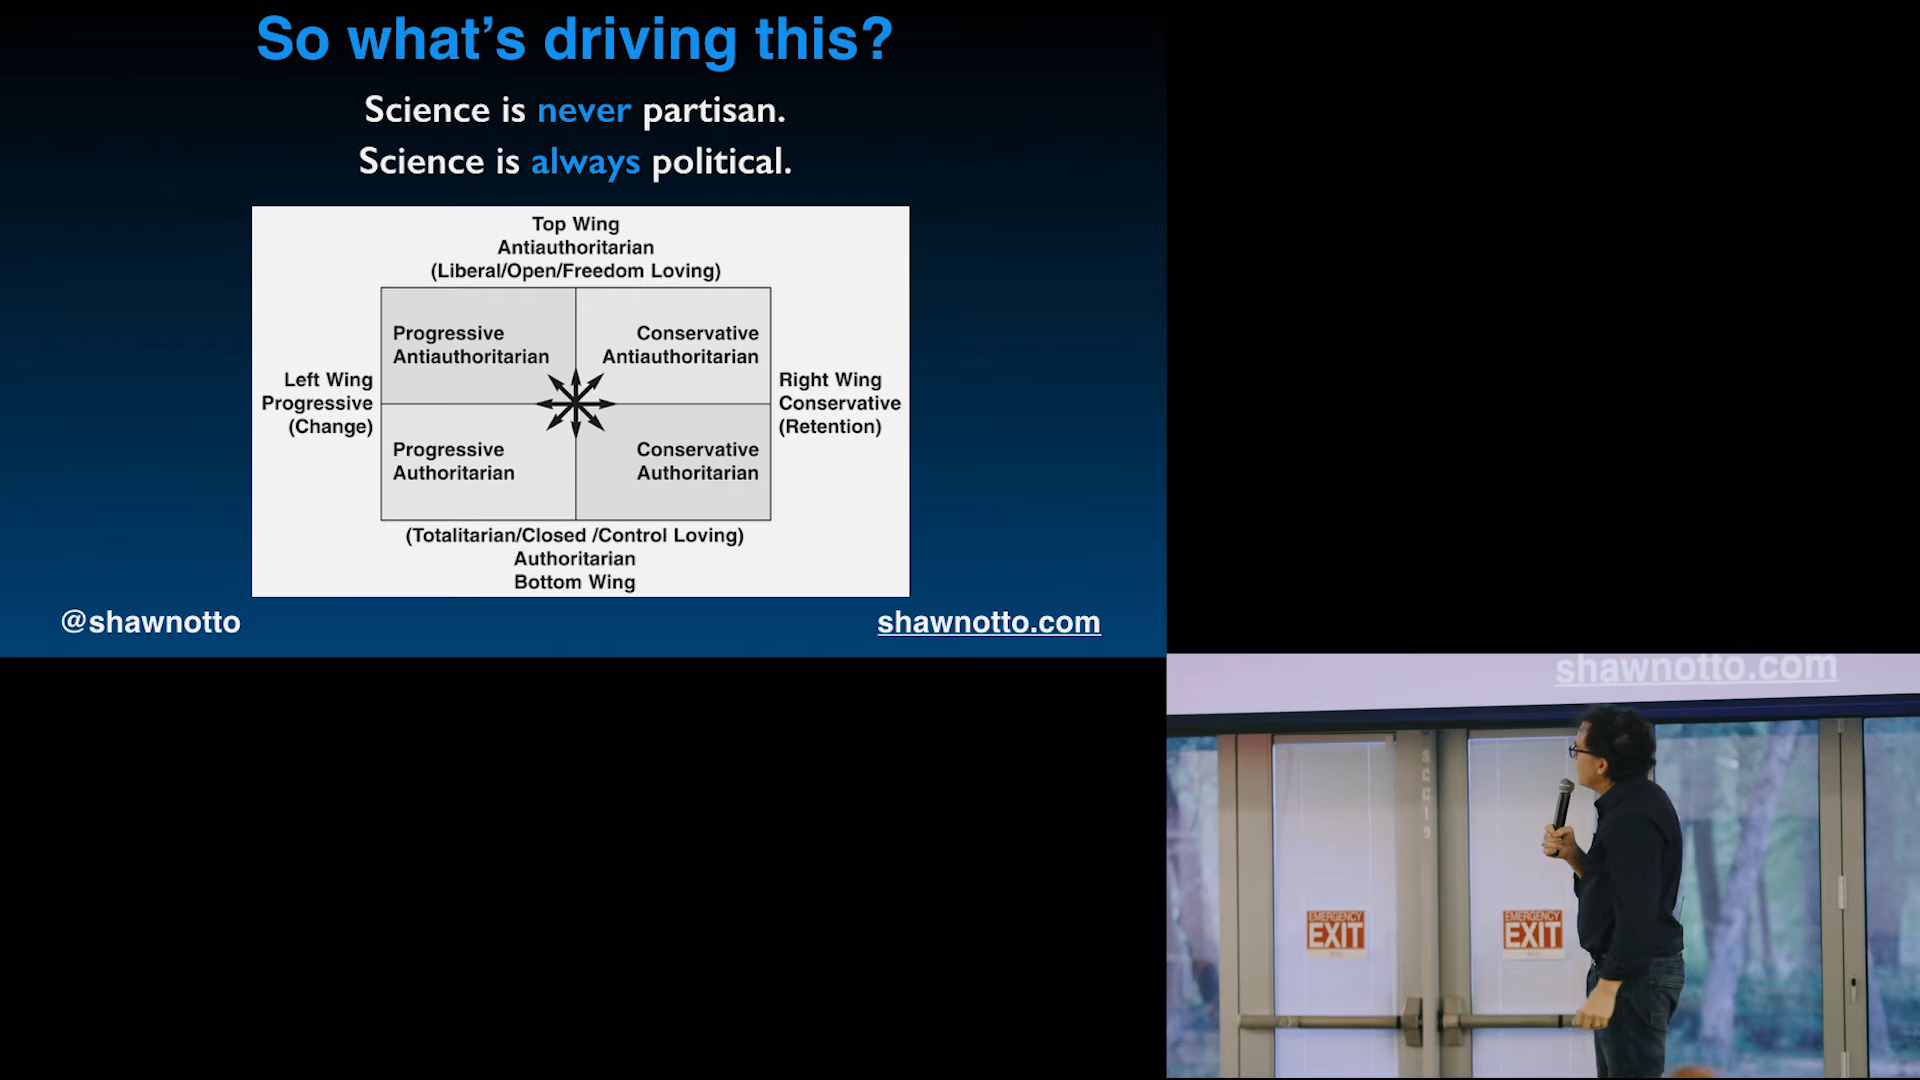 So what's driving this?
Science is never partisan.
Science is always political.
Top Wing
Antiauthoritarian
(Liberal/Open/Freedom Loving)
Progressive
Antiauthoritarian
Conservative
Antiauthoritarian
Left Wing
Progressive
(Change)
Right Wing
Conservative
(Retention)
Progressive
Authoritarian
Conservative
Authoritarian
(Totalitarian/Closed /Control Loving)
Authoritarian
Bottom Wing
@shawnotto
shawnotto.com
shawnotto.com
EMERGENCY
EXIT
EMERGENCY
EXIT